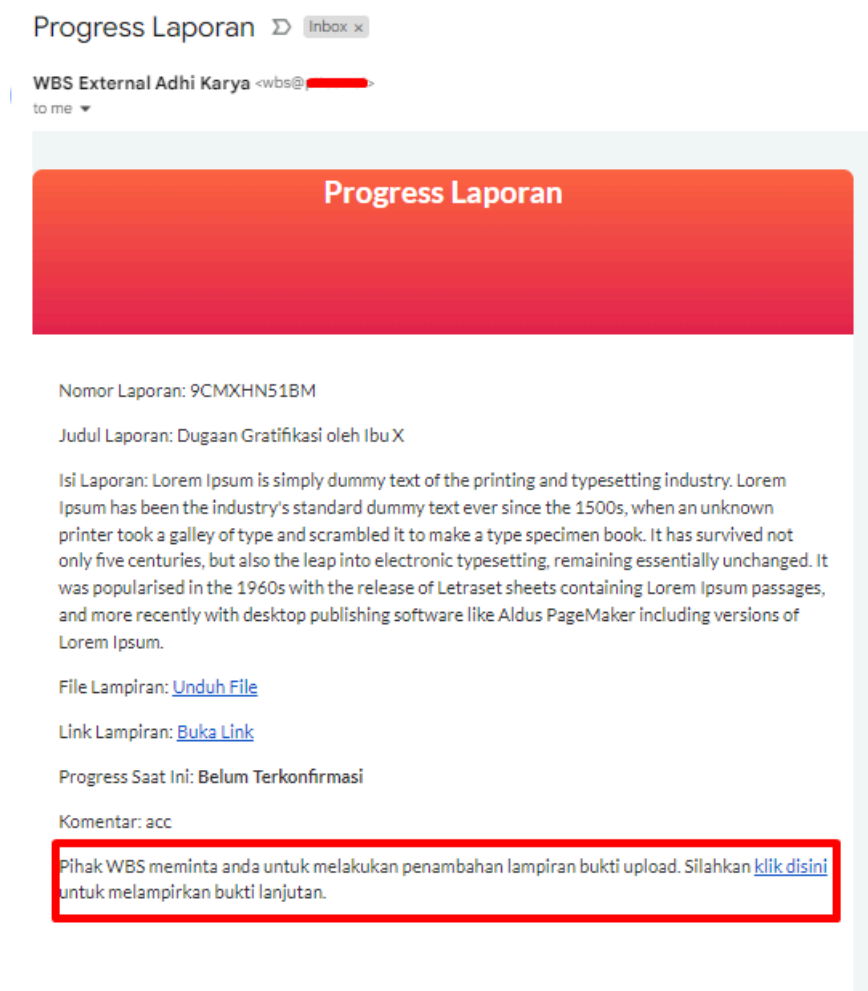 Progress Laporan Inbox x
WBS External Adhi Karya <wbs@
to me
Progress Laporan
Nomor Laporan: 9CMXHN51BM
Judul Laporan: Dugaan Gratifikasi oleh Ibu X
Isi Laporan: Lorem Ipsum is simply dummy text of the printing and typesetting industry. Lorem
Ipsum has been the industry's standard dummy text ever since the 1500s, when an unknown
printer took a galley of type and scrambled it to make a type specimen book. It has survived not
only five centuries, but also the leap into electronic typesetting, remaining essentially unchanged. It
was popularised in the 1960s with the release of Letraset sheets containing Lorem Ipsum passages,
and more recently with desktop publishing software like Aldus PageMaker including versions of
Lorem Ipsum.
File Lampiran: Unduh File
Link Lampiran: Buka Link
Progress Saat Ini: Belum Terkonfirmasi
Komentar: acc
Pihak WBS meminta anda untuk melakukan penambahan lampiran bukti upload. Silahkan klik disini
untuk melampirkan bukti lanjutan.